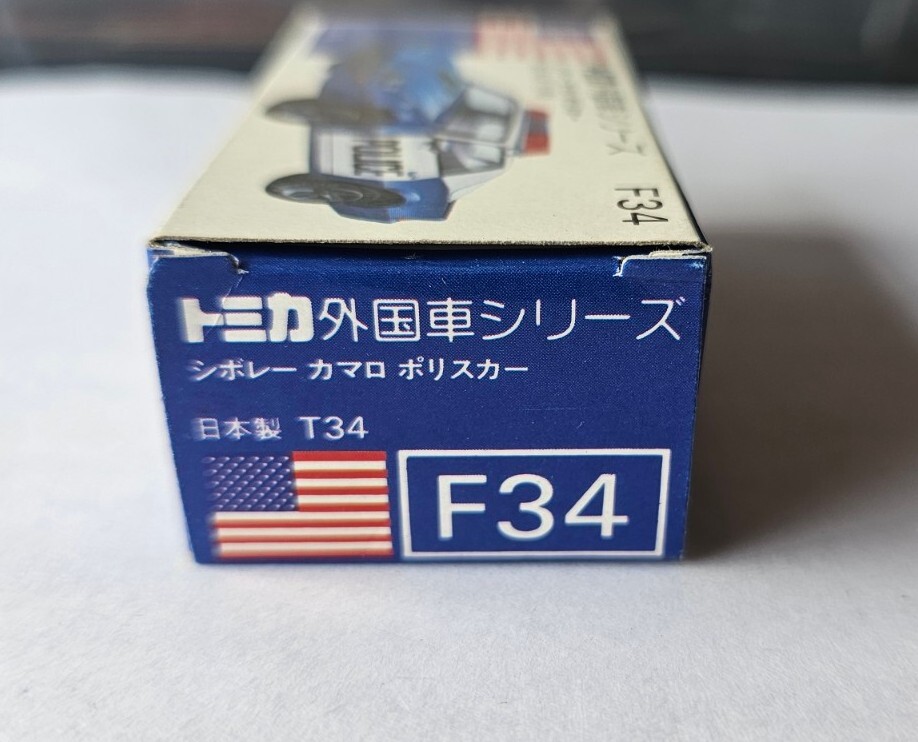 F34
POLICE
トミカ外国車シリーズ
シボレー カマロ ポリスカー
日本製 T34
F34